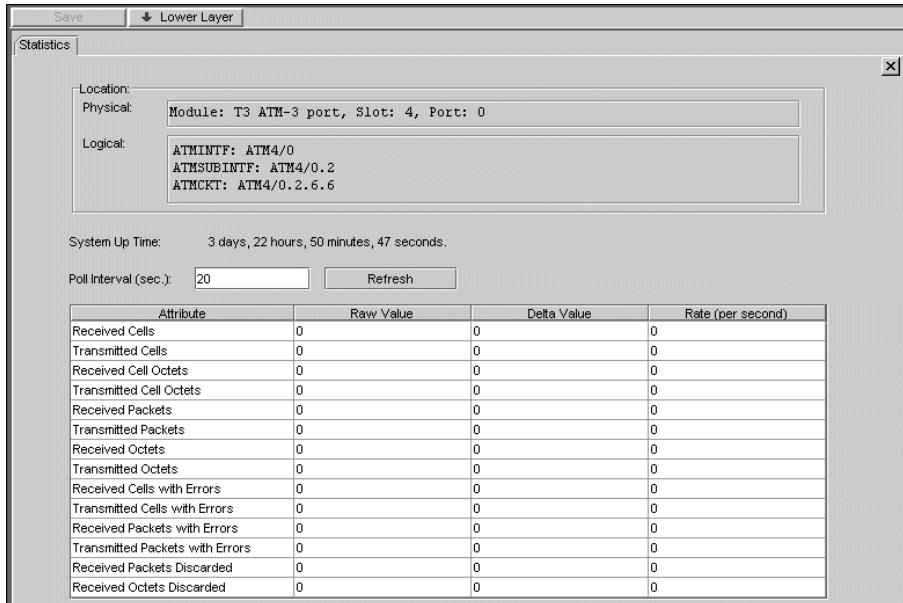 Save Lower Layer
Statistics
Location:
Physical: Module: T3 ATM-3 port, Slot: 4, Port: 0
Logical: ATMINTF: ATM4/0
ATMSUBINTF: ATM4/0.2
ATMCKT: ATM4/0.2.6.6
System Up Time: 3 days, 22 hours, 50 minutes, 47 seconds.
Poll Interval (sec.): 20 Refresh
Attribute Raw Value Delta Value Rate (per second)
Received Cells 0 0 0
Transmitted Cells 0 0 0
Received Cell Octets 0 0 0
Transmitted Cell Octets 0 0 0
Received Packets 0 0 0
Transmitted Packets 0 0 0
Received Octets 0 0 0
Transmitted Octets 0 0 0
Received Cells with Errors 0 0 0
Transmitted Cells with Errors 0 0 0
Received Packets with Errors 0 0 0
Transmitted Packets with Errors 0 0 0
Received Packets Discarded 0 0 0
Received Octets Discarded 0 0 0